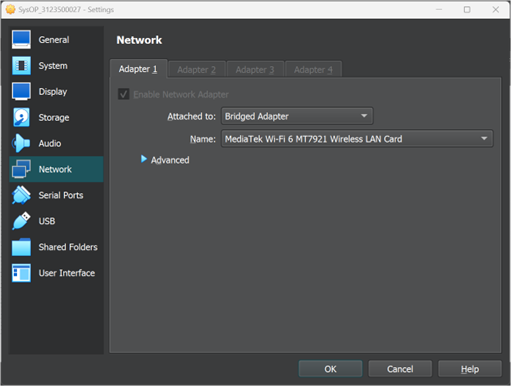 SysOP_3123500027 - Settings
General
System
Display
Storage
Audio
Network
Serial Ports
USB
Shared Folders
User Interface
Network
Adapter 1
Adapter 2
Adapter 3
Adapter 4
Enable Network Adapter
Attached to: Bridged Adapter
Name: MediaTek Wi-Fi 6 MT7921 Wireless LAN Card
Advanced
OK
Cancel
Help